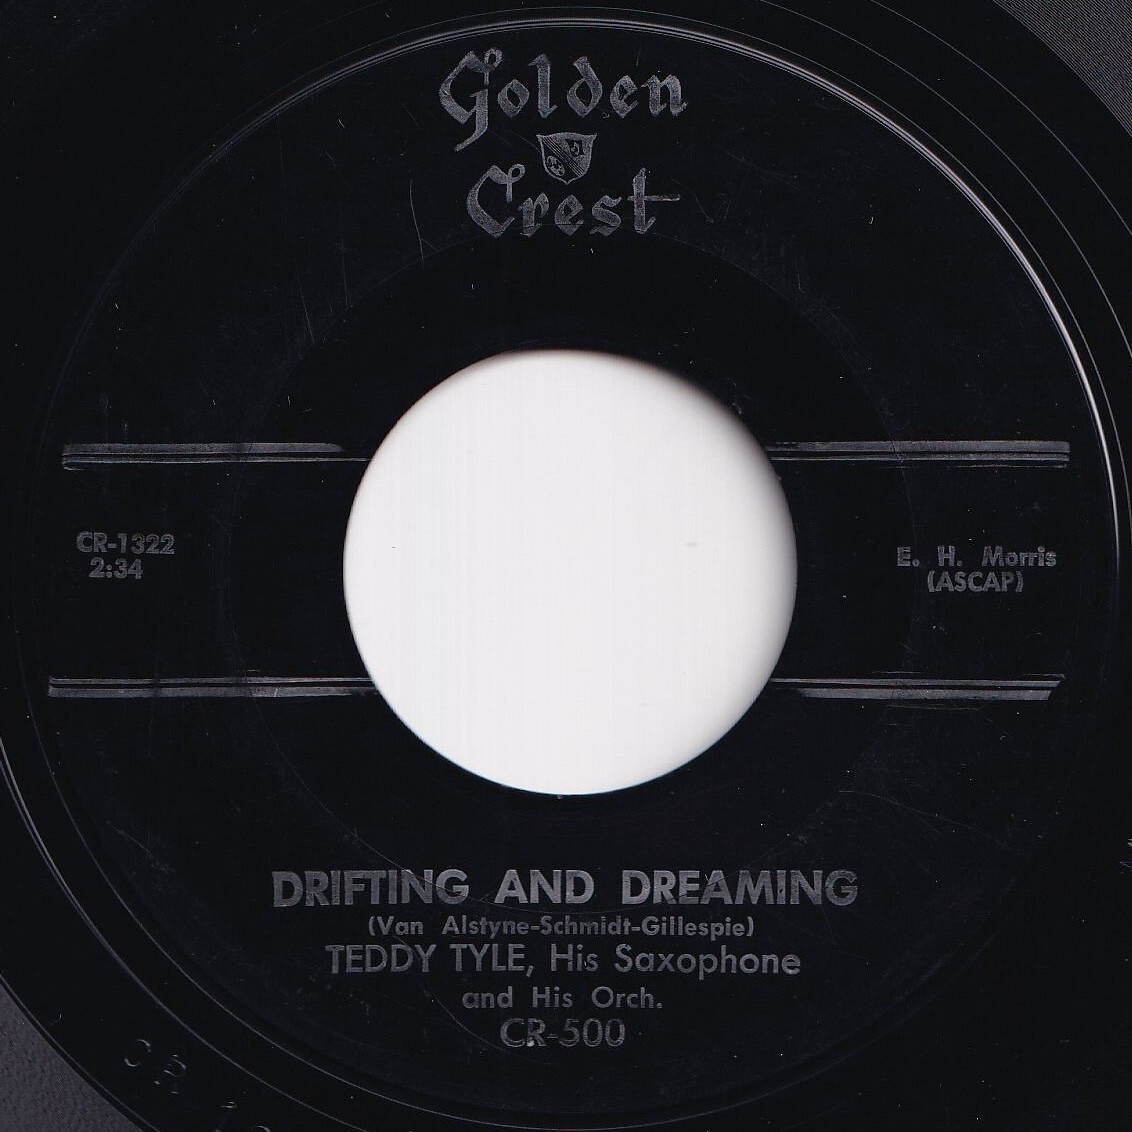 Golden
Crest
CR-1322
2:34
E. H. Morris
(ASCAP)
DRIFTING AND DREAMING
(Van Alstyne-Schmidt-Gillespie)
TEDDY TYLE, His Saxophone
and His Orch.
CR-500
CR